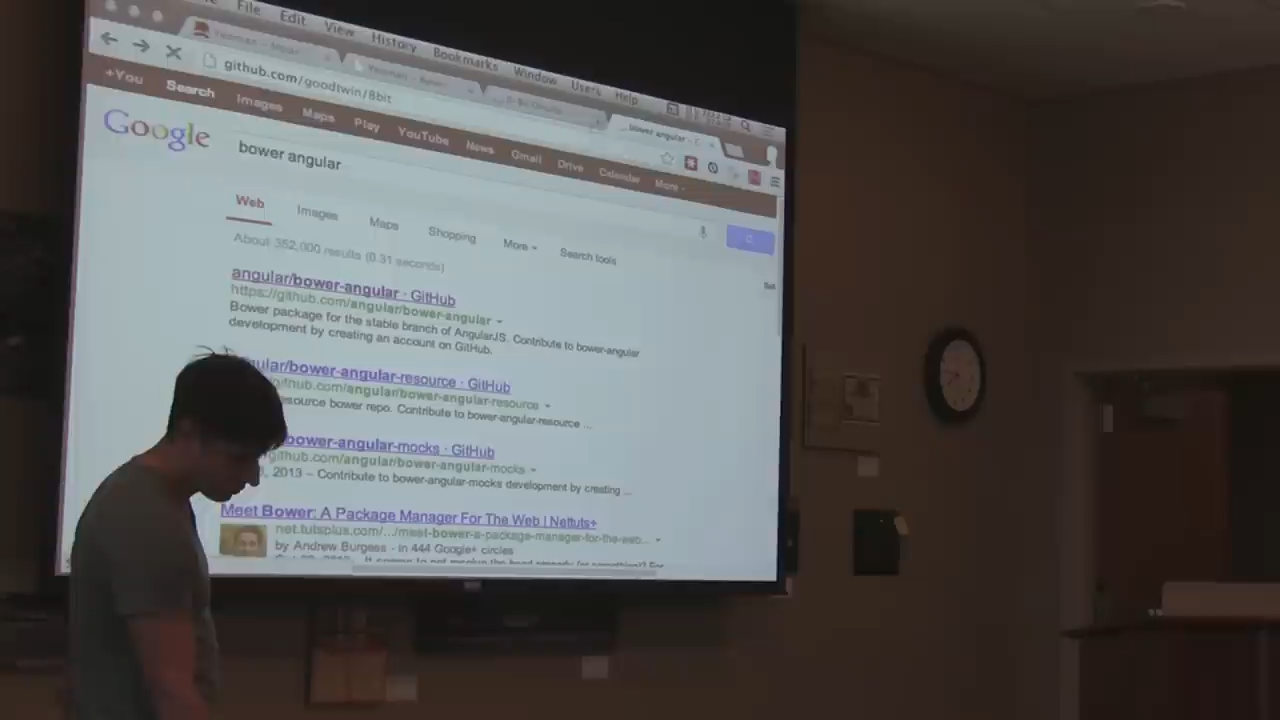 File Edit View History Bookmarks Window Users Help
github.com/goodtwin/8bit
bower angular
+You Search Images Maps Play YouTube News Gmail Drive Calendar More
Google
bower angular
Web Images Maps Shopping More Search tools
About 352,000 results (0.31 seconds)
angular/bower-angular · GitHub
https://github.com/angular/bower-angular
Bower package for the stable branch of AngularJS. Contribute to bower-angular
development by creating an account on GitHub.
ular/bower-angular-resource · GitHub
github.com/angular/bower-angular-resource
esource bower repo. Contribute to bower-angular-resource ...
bower-angular-mocks · GitHub
github.com/angular/bower-angular-mocks
, 2013 – Contribute to bower-angular-mocks development by creating ...
Meet Bower: A Package Manager For The Web | Nettuts+
net.tutsplus.com/.../meet-bower-a-package-manager-for-the-web...
by Andrew Burgess - in 444 Google+ circles